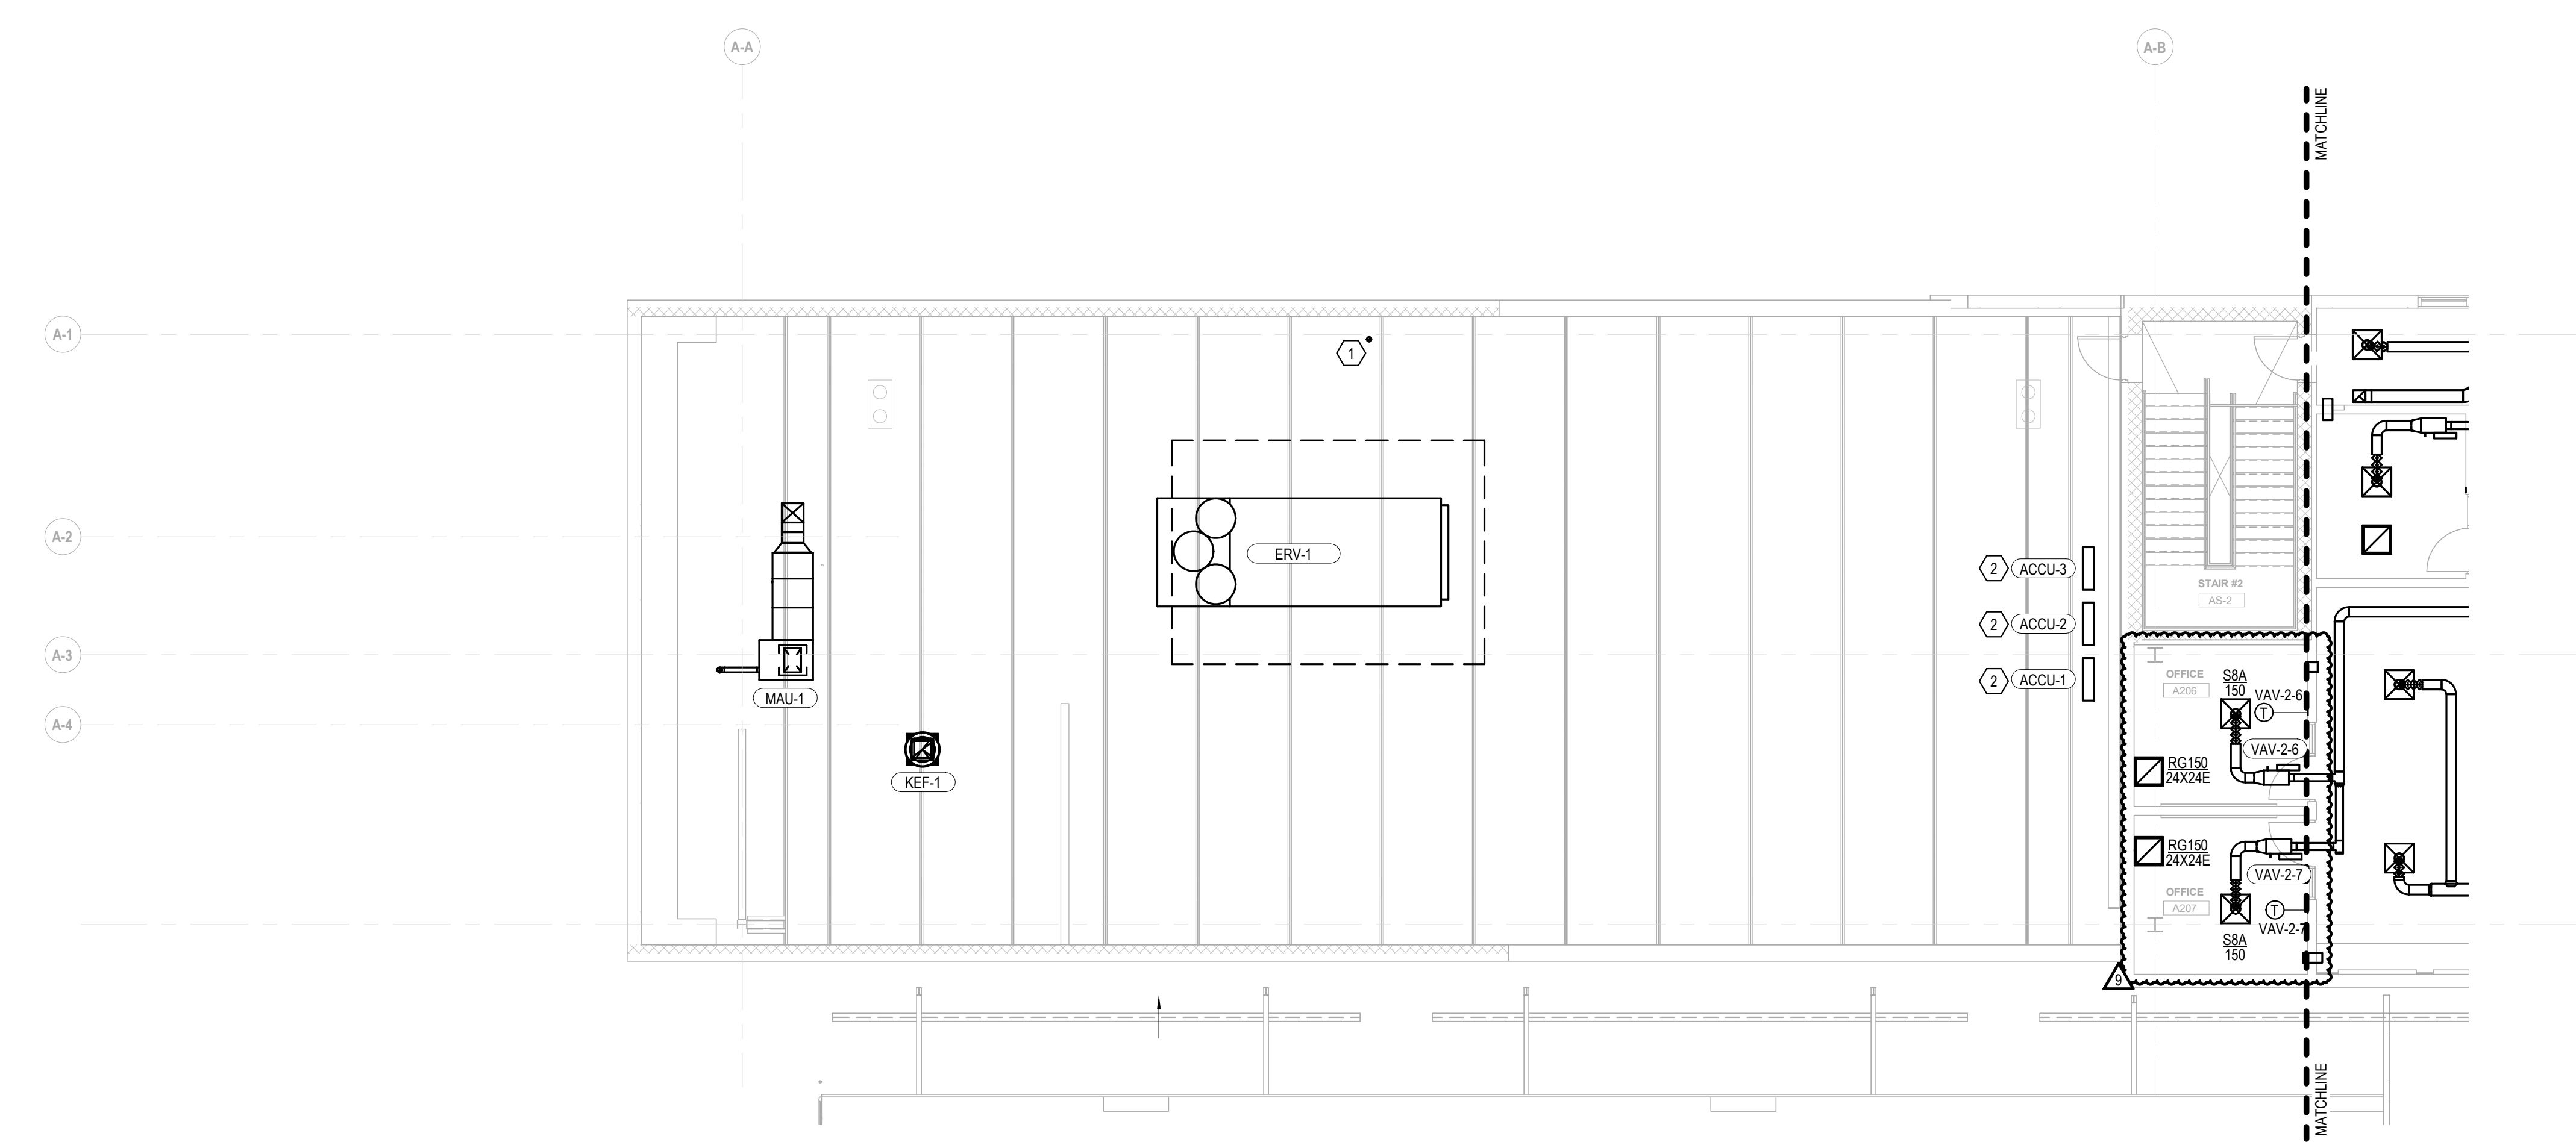 A-A
A-B
MATCHLINE
A-1
1
A-2
ERV-1
2
ACCU-3
STAIR #2
AS-2
2
ACCU-2
A-3
2
ACCU-1
OFFICE
A206
S8A
150
VAV-2-6
T
MAU-1
A-4
VAV-2-6
KEF-1
RG150
24X24E
RG150
24X24E
VAV-2-7
OFFICE
A207
T
VAV-2-7
S8A
150
9
MATCHLINE